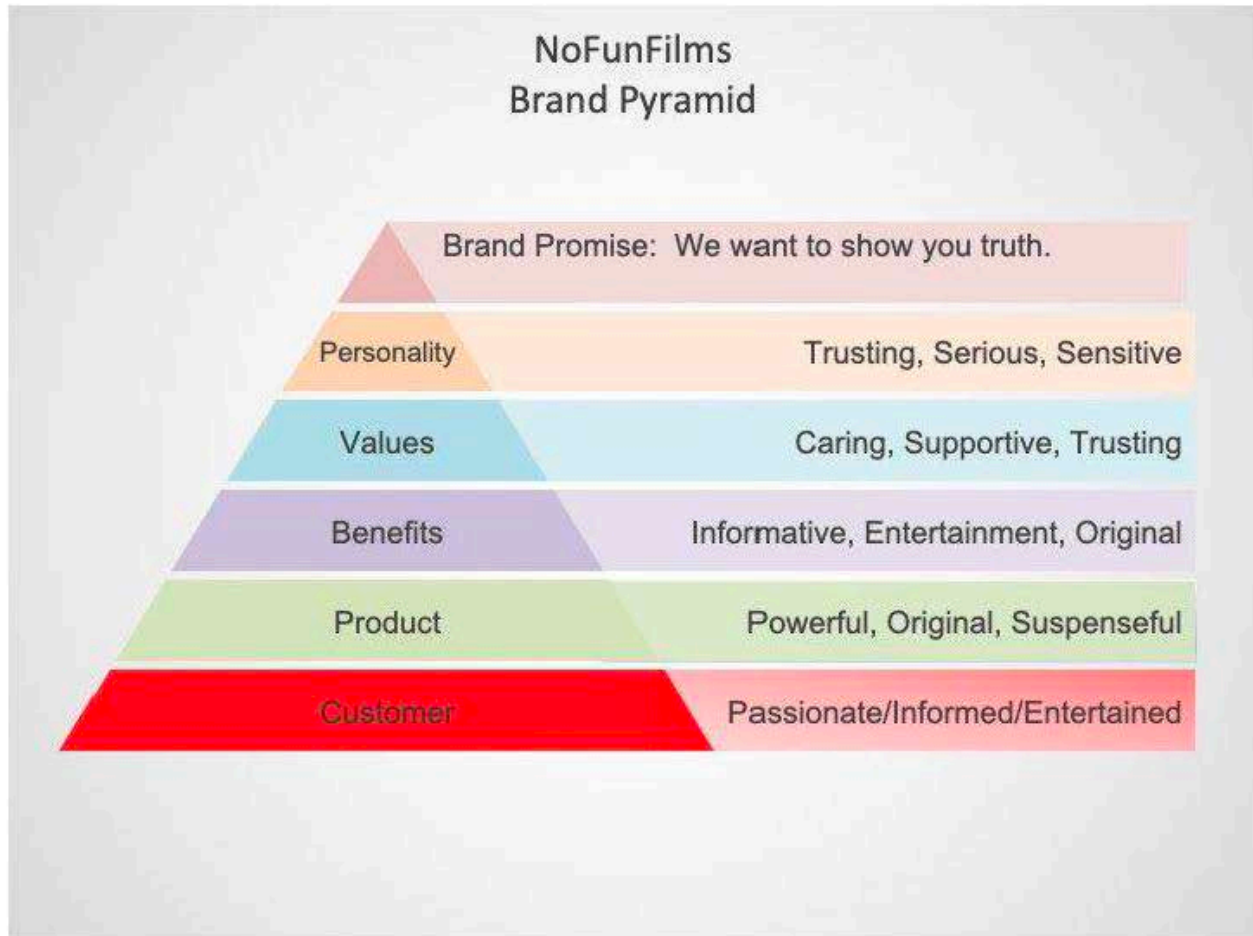 NoFunFilms
Brand Pyramid
Brand Promise:  We want to show you truth.
Personality Trusting, Serious, Sensitive
Values Caring, Supportive, Trusting
Benefits Informative, Entertainment, Original
Product Powerful, Original, Suspenseful
Customer Passionate/Informed/Entertained